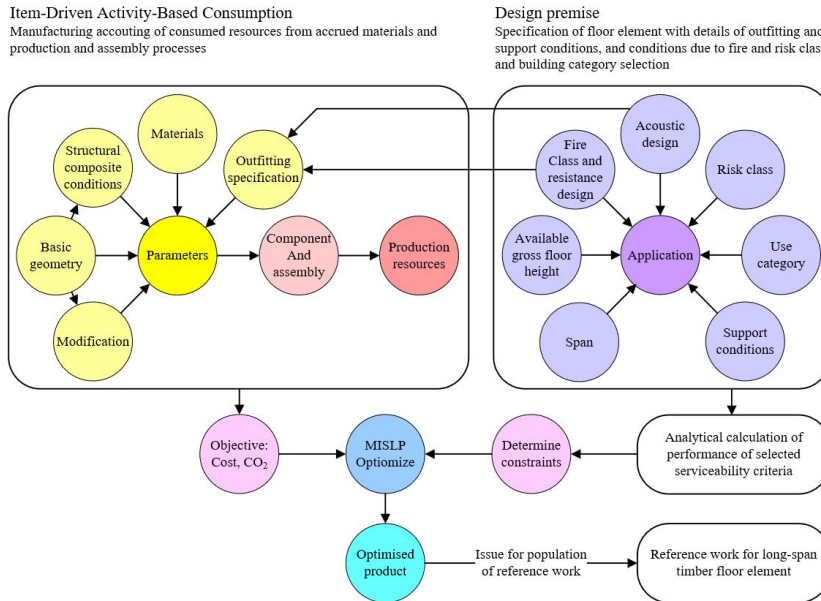 Item-Driven Activity-Based Consumption
Manufacturing accouting of consumed resources from accrued materials and
production and assembly processes
Design premise
Specification of floor element with details of outfitting and
support conditions, and conditions due to fire and risk clas
and building category selection
Materials
Structural
composite
conditions
Outfitting
specification
Basic
geometry
Parameters
Component
And
assembly
Production
resources
Modification
Acoustic
design
Fire
Class and
resistance
design
Risk class
Available
gross floor
height
Application
Use
category
Span
Support
conditions
Objective:
Cost, CO₂
MISLP
Optiomize
Determine
constraints
Analytical calculation of
performance of selected
serviceability criteria
Optimised
product
Issue for population
of reference work
Reference work for long-span
timber floor element